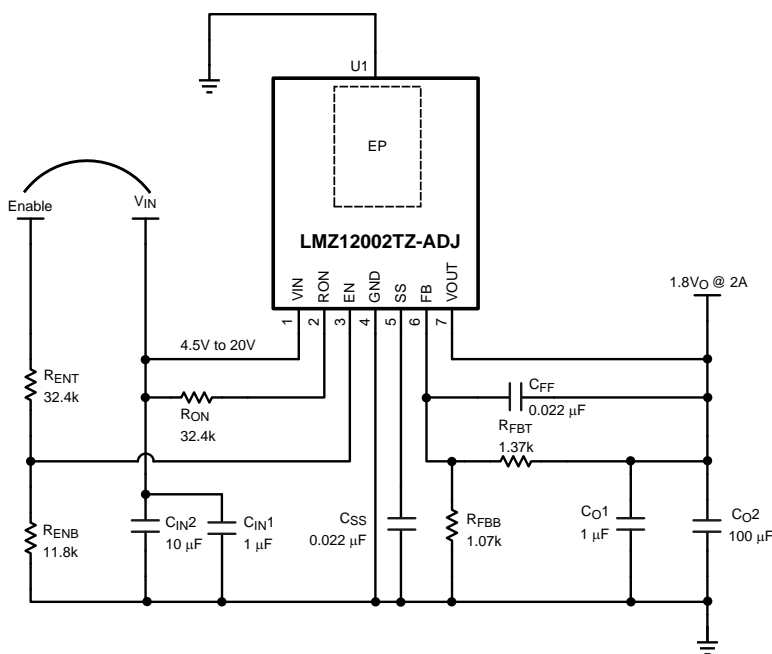 U1
EP
LMZ12002TZ-ADJ
VIN
RON
EN
GND
SS
FB
VOUT
1
2
3
4
5
6
7
Enable
VIN
1.8VO @ 2A
4.5V to 20V
RENT
32.4k
RON
32.4k
CFF
0.022 µF
RFBT
1.37k
RENB
11.8k
CIN2
10 µF
CIN1
1 µF
CSS
0.022 µF
RFBB
1.07k
CO1
1 µF
CO2
100 µF